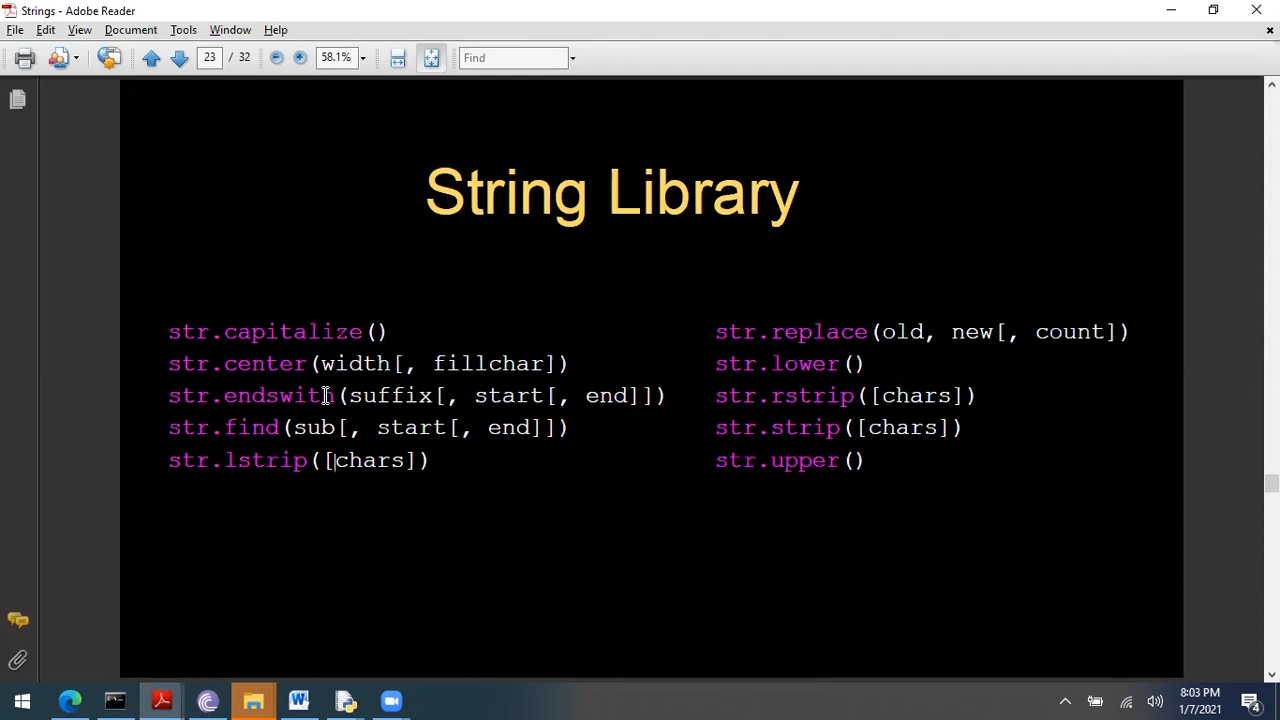 Strings - Adobe Reader
File Edit View Document Tools Window Help
23 / 32 58.1% Find
String Library
str.capitalize()
str.center(width[, fillchar])
str.endswith(suffix[, start[, end]])
str.find(sub[, start[, end]])
str.lstrip([chars])
str.replace(old, new[, count])
str.lower()
str.rstrip([chars])
str.strip([chars])
str.upper()
8:03 PM
1/7/2021
4